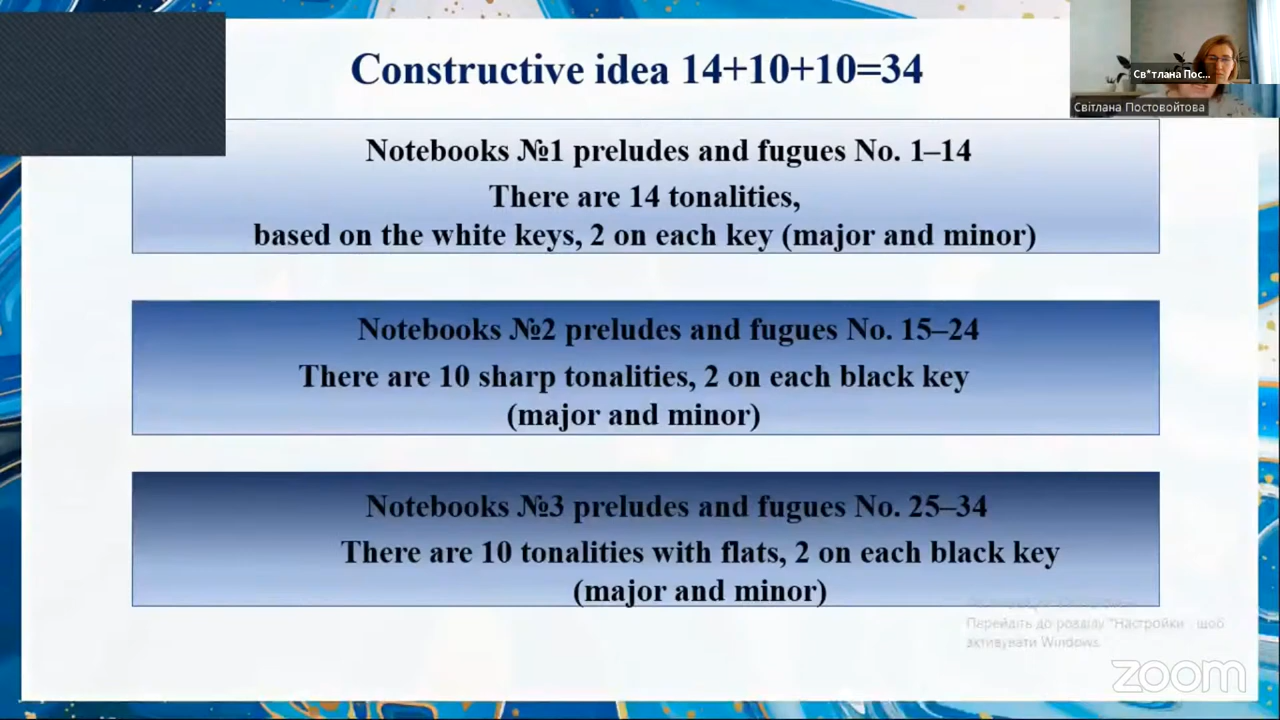 Constructive idea 14+10+10=34
Св*тлана Пос...
Світлана Постовойтова
Notebooks №1 preludes and fugues No. 1–14
There are 14 tonalities,
based on the white keys, 2 on each key (major and minor)
Notebooks №2 preludes and fugues No. 15–24
There are 10 sharp tonalities, 2 on each black key
(major and minor)
Notebooks №3 preludes and fugues No. 25–34
There are 10 tonalities with flats, 2 on each black key
(major and minor)
Перейдіть до розділу "Настройки", щоб
активувати Windows.
zoom